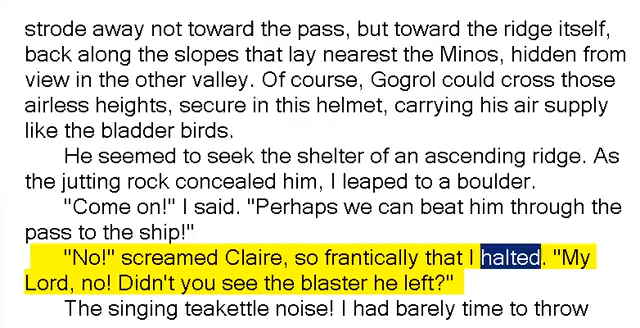 strode away not toward the pass, but toward the ridge itself,
back along the slopes that lay nearest the Minos, hidden from
view in the other valley. Of course, Gogrol could cross those
airless heights, secure in this helmet, carrying his air supply
like the bladder birds.
He seemed to seek the shelter of an ascending ridge. As
the jutting rock concealed him, I leaped to a boulder.
"Come on!" I said. "Perhaps we can beat him through the
pass to the ship!"
"No!" screamed Claire, so frantically that I halted. "My
Lord, no! Didn't you see the blaster he left?"
The singing teakettle noise! I had barely time to throw